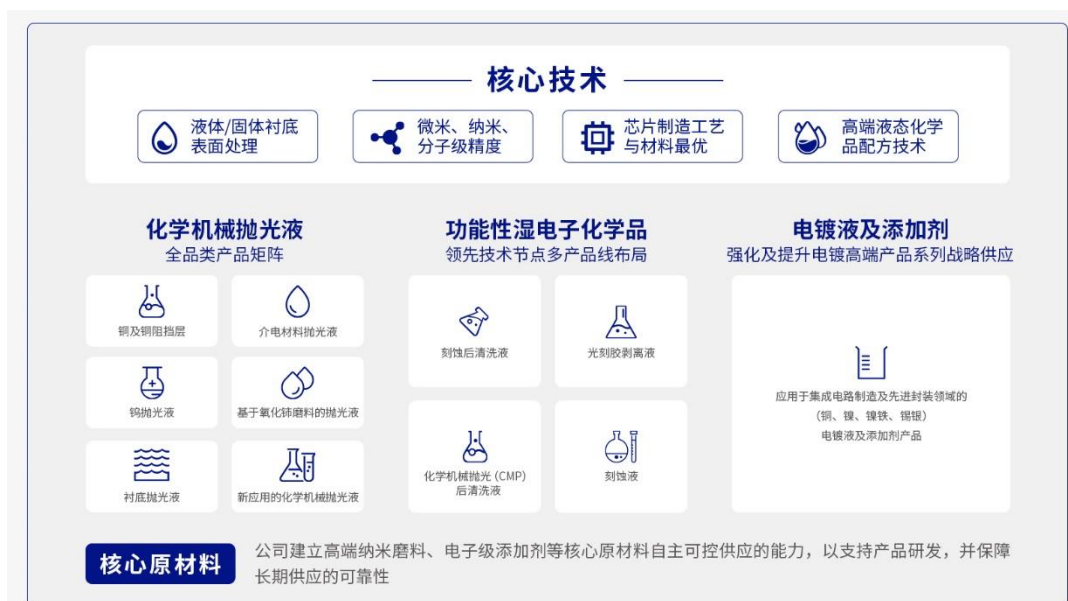 核心技术
液体/固体衬底
表面处理
微米、纳米、
分子级精度
芯片制造工艺
与材料最优
高端液态化学
品配方技术
化学机械抛光液
全品类产品矩阵
铜及铜阻挡层
介电材料抛光液
钨抛光液
基于氧化铈磨料的抛光液
衬底抛光液
新应用的化学机械抛光液
功能性湿电子化学品
领先技术节点多产品线布局
刻蚀后清洗液
光刻胶剥离液
化学机械抛光 (CMP)
后清洗液
刻蚀液
电镀液及添加剂
强化及提升电镀高端产品系列战略供应
应用于集成电路制造及先进封装领域的
(铜、镍、镍铁、锡银)
电镀液及添加剂产品
核心原材料
公司建立高端纳米磨料、电子级添加剂等核心原材料自主可控供应的能力，以支持产品研发，并保障
长期供应的可靠性